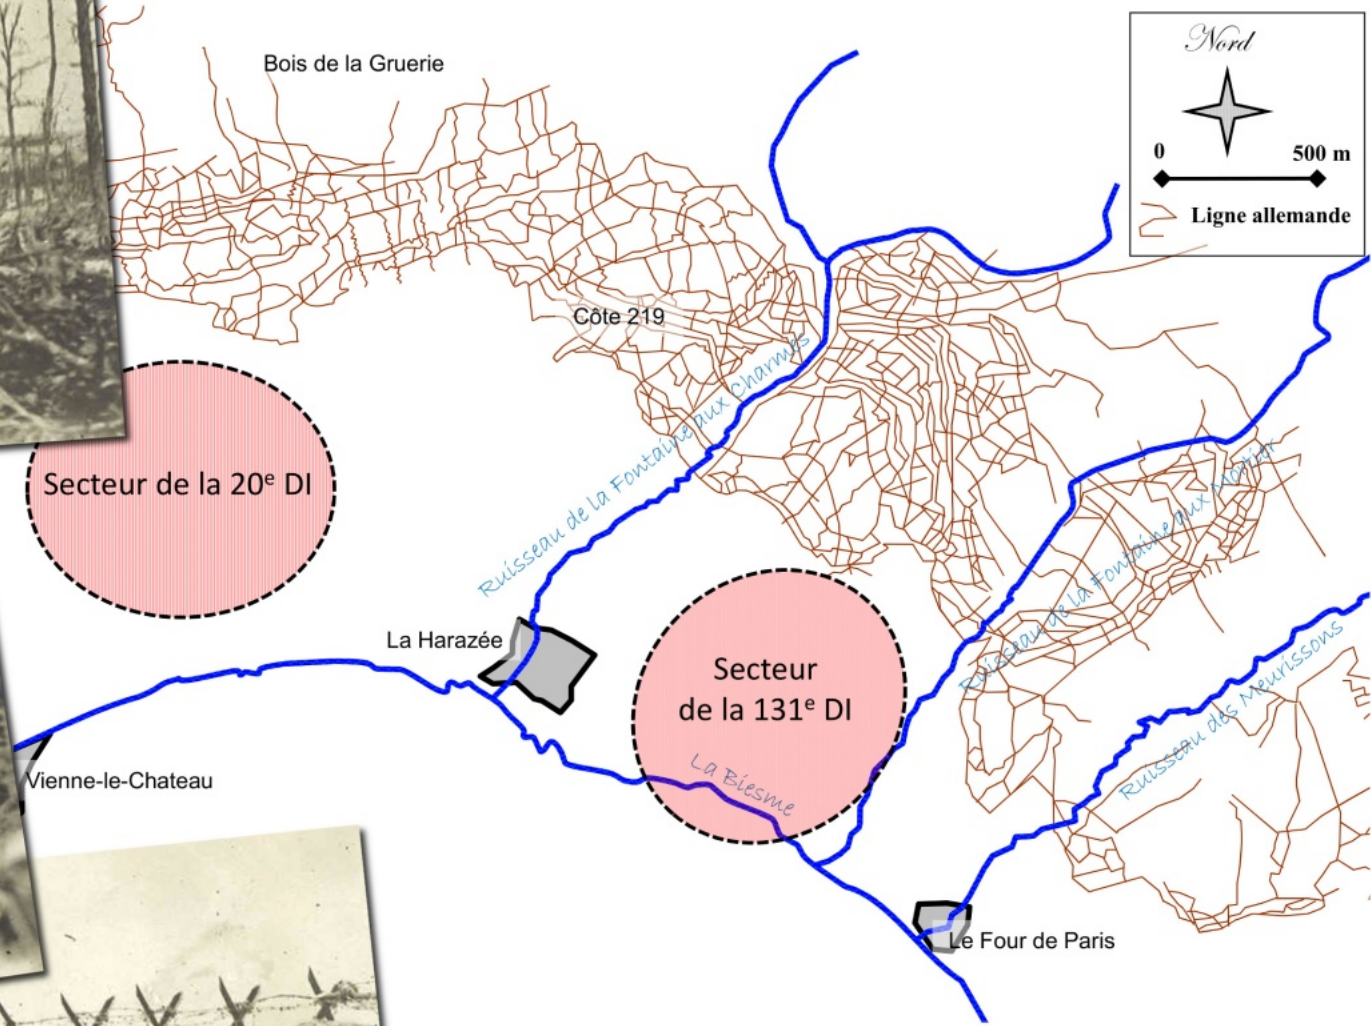 Nord
0 500 m
Ligne allemande
Bois de la Gruerie
Côte 219
Ruisseau de la Fontaine aux Charmes
Secteur de la 20e DI
Ruisseau de la Fontaine aux Mortier
La Harazée
Secteur
de la 131e DI
Ruisseau des Meurissons
La Biesme
Vienne-le-Chateau
Le Four de Paris